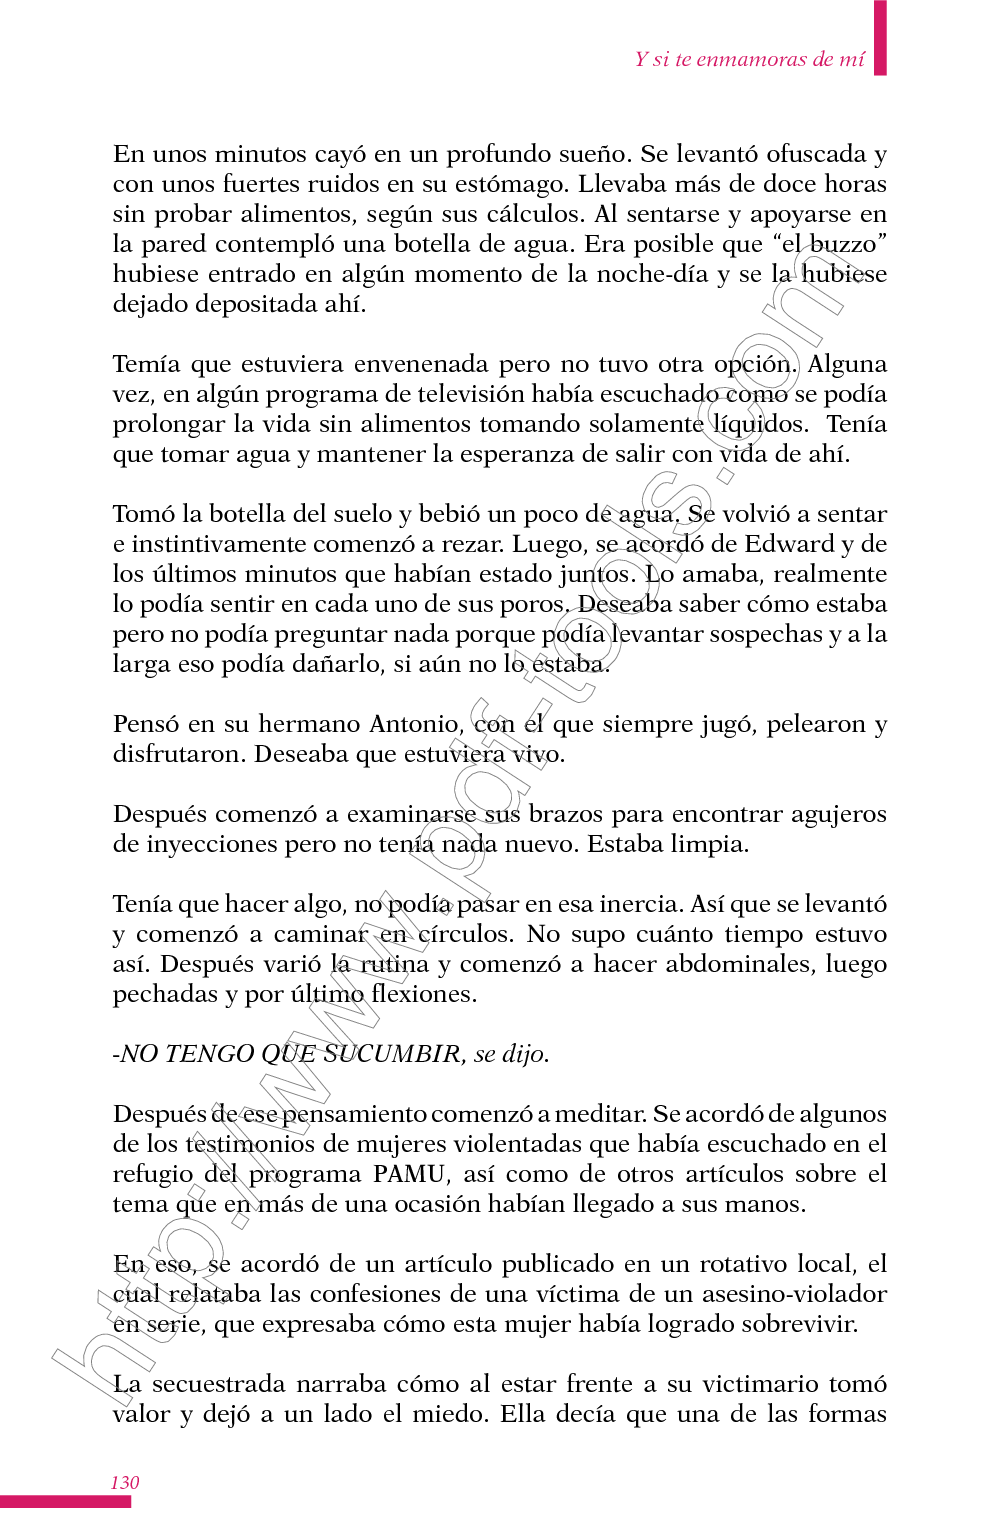 Y si te enmamoras de mí
En unos minutos cayó en un profundo sueño. Se levantó ofuscada y
con unos fuertes ruidos en su estómago. Llevaba más de doce horas
sin probar alimentos, según sus cálculos. Al sentarse y apoyarse en
la pared contempló una botella de agua. Era posible que “el buzzo”
hubiese entrado en algún momento de la noche-día y se la hubiese
dejado depositada ahí.
Temía que estuviera envenenada pero no tuvo otra opción. Alguna
vez, en algún programa de televisión había escuchado como se podía
prolongar la vida sin alimentos tomando solamente líquidos. Tenía
que tomar agua y mantener la esperanza de salir con vida de ahí.
Tomó la botella del suelo y bebió un poco de agua. Se volvió a sentar
e instintivamente comenzó a rezar. Luego, se acordó de Edward y de
los últimos minutos que habían estado juntos. Lo amaba, realmente
lo podía sentir en cada uno de sus poros. Deseaba saber cómo estaba
pero no podía preguntar nada porque podía levantar sospechas y a la
larga eso podía dañarlo, si aún no lo estaba.
Pensó en su hermano Antonio, con el que siempre jugó, pelearon y
disfrutaron. Deseaba que estuviera vivo.
Después comenzó a examinarse sus brazos para encontrar agujeros
de inyecciones pero no tenía nada nuevo. Estaba limpia.
Tenía que hacer algo, no podía pasar en esa inercia. Así que se levantó
y comenzó a caminar en círculos. No supo cuánto tiempo estuvo
así. Después varió la rutina y comenzó a hacer abdominales, luego
pechadas y por último flexiones.
-NO TENGO QUE SUCUMBIR, se dijo.
Después de ese pensamiento comenzó a meditar. Se acordó de algunos
de los testimonios de mujeres violentadas que había escuchado en el
refugio del programa PAMU, así como de otros artículos sobre el
tema que en más de una ocasión habían llegado a sus manos.
En eso, se acordó de un artículo publicado en un rotativo local, el
cual relataba las confesiones de una víctima de un asesino-violador
en serie, que expresaba cómo esta mujer había logrado sobrevivir.
La secuestrada narraba cómo al estar frente a su victimario tomó
valor y dejó a un lado el miedo. Ella decía que una de las formas
130
http://www.pdf-tools.com